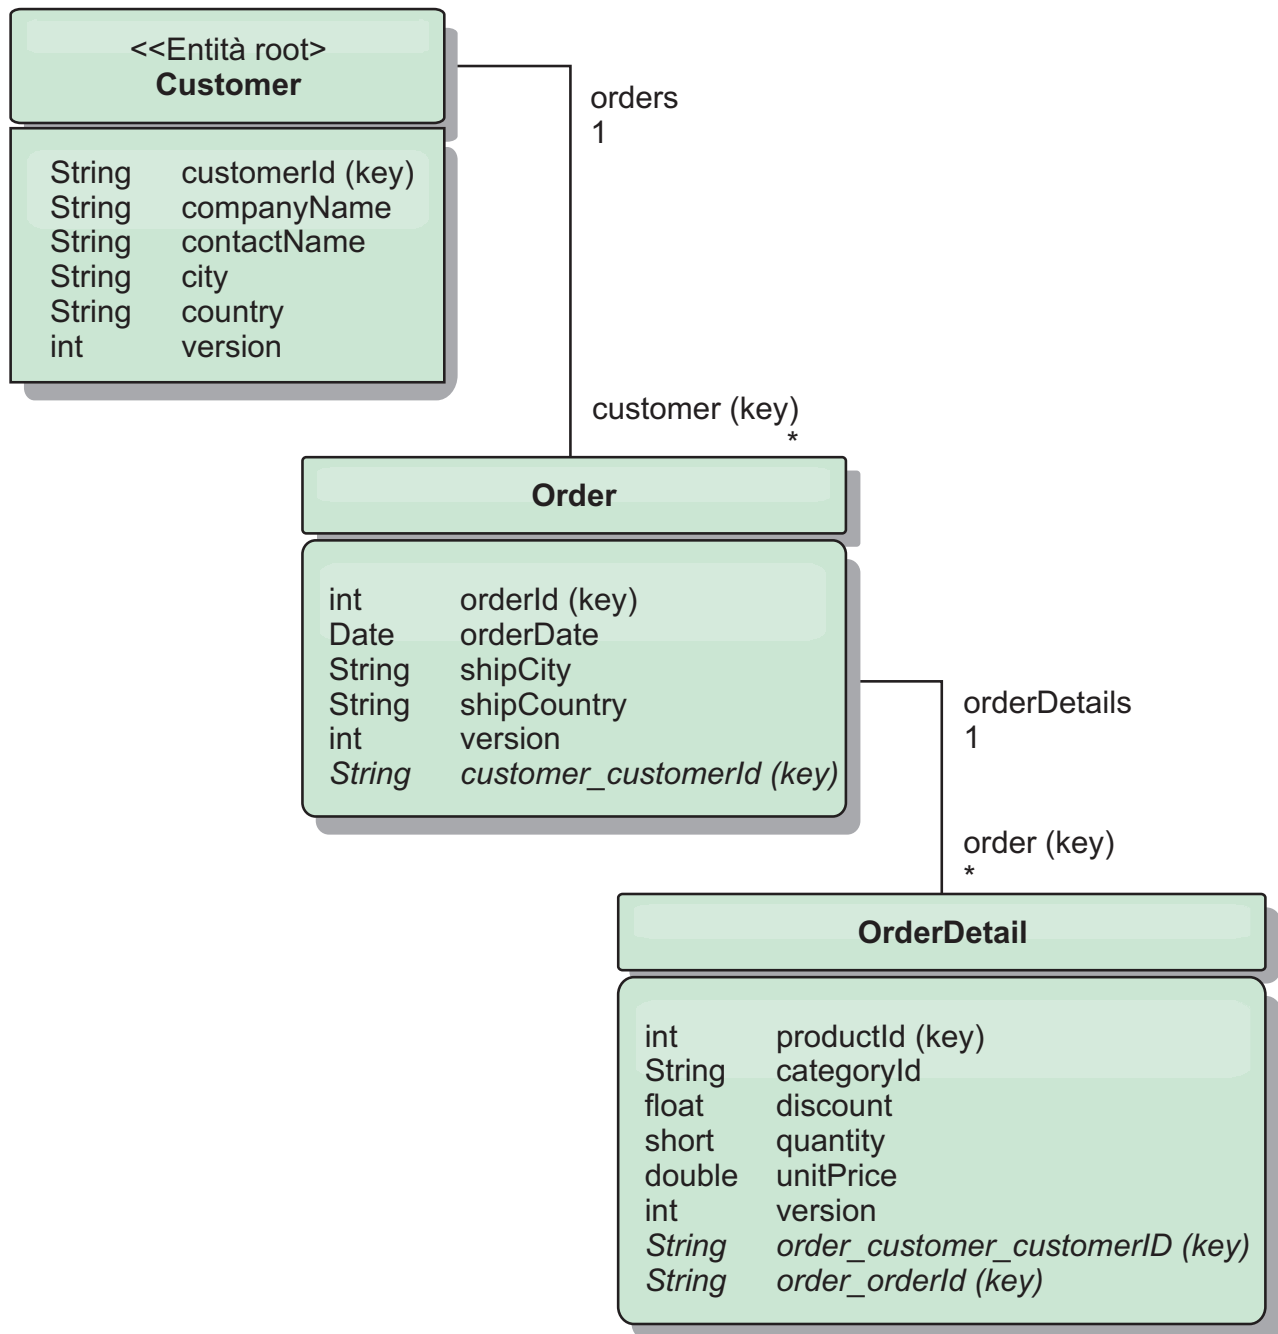 <<Entità root>
Customer
String customerId (key)
String companyName
String contactName
String city
String country
int version
orders
1
customer (key)
*
Order
int orderId (key)
Date orderDate
String shipCity
String shipCountry
int version
String customer_customerId (key)
orderDetails
1
order (key)
*
OrderDetail
int productId (key)
String categoryId
float discount
short quantity
double unitPrice
int version
String order_customer_customerID (key)
String order_orderId (key)